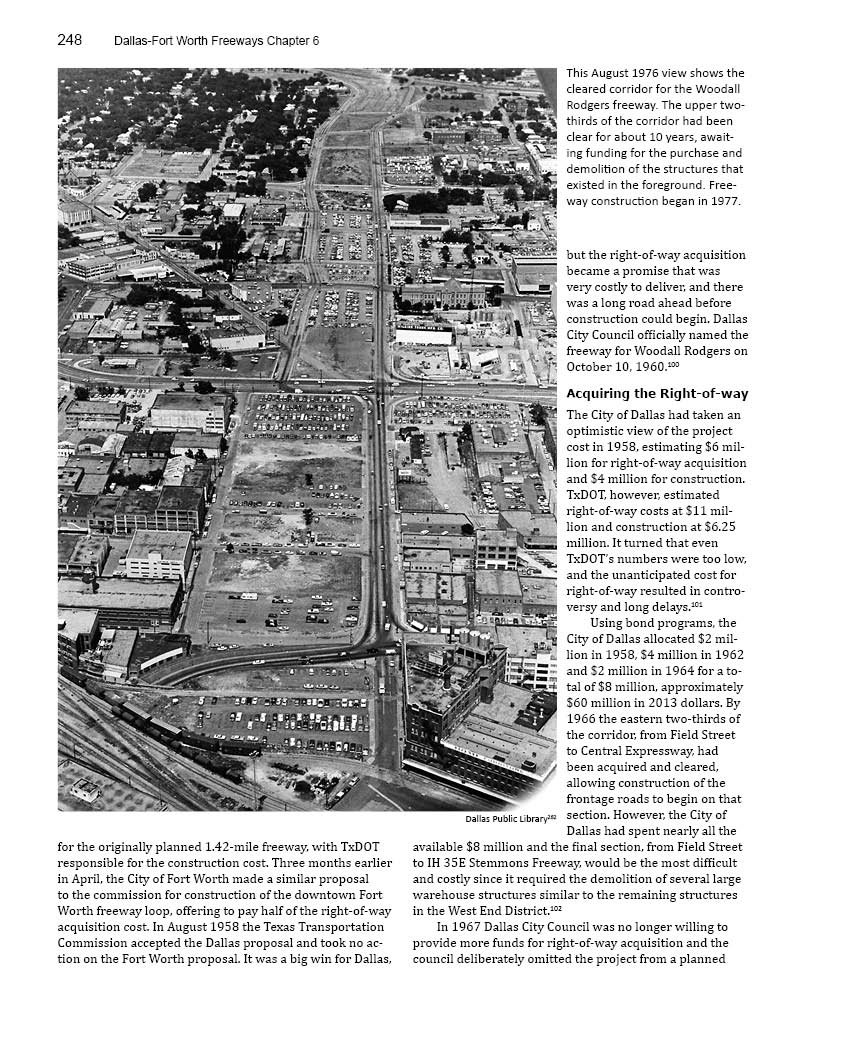 248
Dallas-Fort Worth Freeways Chapter 6
This August 1976 view shows the
cleared corridor for the Woodall
Rodgers freeway. The upper two-
thirds of the corridor had been
clear for about 10 years, await-
ing funding for the purchase and
demolition of the structures that
existed in the foreground. Free-
way construction began in 1977.
Dallas Public Library²⁶²
for the originally planned 1.42-mile freeway, with TxDOT
responsible for the construction cost. Three months earlier
in April, the City of Fort Worth made a similar proposal
to the commission for construction of the downtown Fort
Worth freeway loop, offering to pay half of the right-of-way
acquisition cost. In August 1958 the Texas Transportation
Commission accepted the Dallas proposal and took no ac-
tion on the Fort Worth proposal. It was a big win for Dallas,
but the right-of-way acquisition
became a promise that was
very costly to deliver, and there
was a long road ahead before
construction could begin. Dallas
City Council officially named the
freeway for Woodall Rodgers on
October 10, 1960.¹⁰⁰
Acquiring the Right-of-way
The City of Dallas had taken an
optimistic view of the project
cost in 1958, estimating $6 mil-
lion for right-of-way acquisition
and $4 million for construction.
TxDOT, however, estimated
right-of-way costs at $11 mil-
lion and construction at $6.25
million. It turned that even
TxDOT's numbers were too low,
and the unanticipated cost for
right-of-way resulted in contro-
versy and long delays.¹⁰¹
Using bond programs, the
City of Dallas allocated $2 mil-
lion in 1958, $4 million in 1962
and $2 million in 1964 for a to-
tal of $8 million, approximately
$60 million in 2013 dollars. By
1966 the eastern two-thirds of
the corridor, from Field Street
to Central Expressway, had
been acquired and cleared,
allowing construction of the
frontage roads to begin on that
section. However, the City of
Dallas had spent nearly all the
available $8 million and the final section, from Field Street
to IH 35E Stemmons Freeway, would be the most difficult
and costly since it required the demolition of several large
warehouse structures similar to the remaining structures
in the West End District.¹⁰²
In 1967 Dallas City Council was no longer willing to
provide more funds for right-of-way acquisition and the
council deliberately omitted the project from a planned